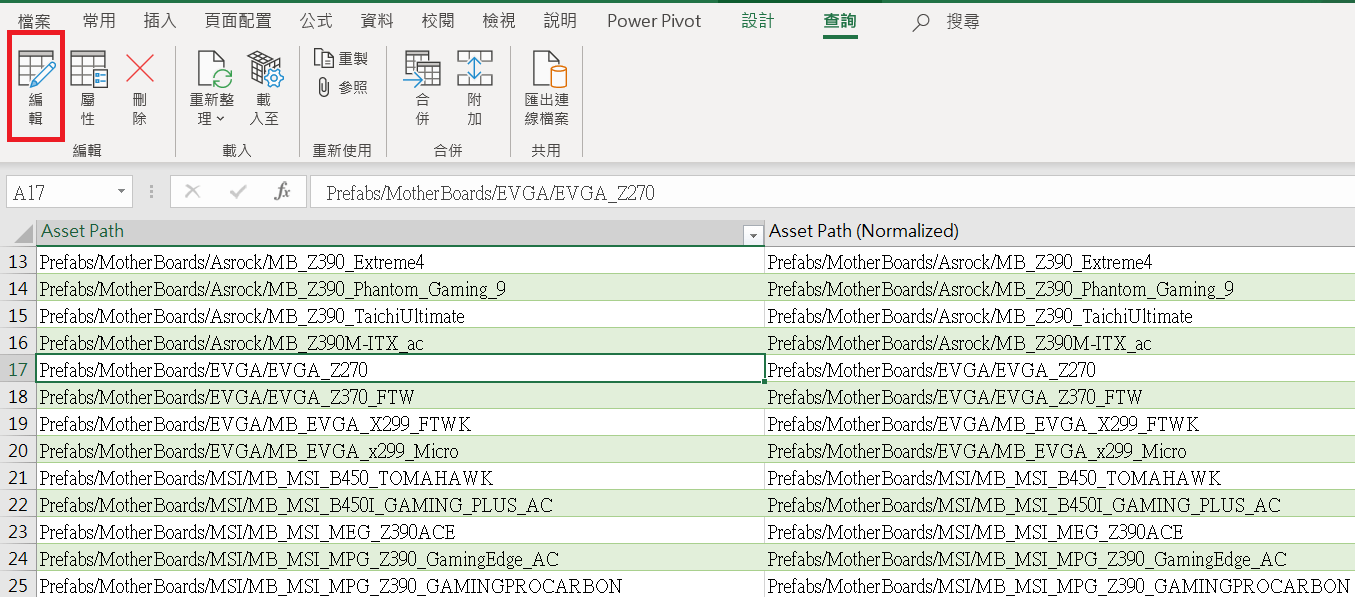 檔案 常用 插入 頁面配置 公式 資料 校閱 檢視 說明 Power Pivot 設計 查詢 搜尋
編輯 屬性 刪除 重新整理 載入至 重製 參照 合併 附加 匯出連線檔案
編輯 載入 重新使用 合併 共用
A17 fx Prefabs/MotherBoards/EVGA/EVGA_Z270
Asset Path Asset Path (Normalized)
13 Prefabs/MotherBoards/Asrock/MB_Z390_Extreme4 Prefabs/MotherBoards/Asrock/MB_Z390_Extreme4
14 Prefabs/MotherBoards/Asrock/MB_Z390_Phantom_Gaming_9 Prefabs/MotherBoards/Asrock/MB_Z390_Phantom_Gaming_9
15 Prefabs/MotherBoards/Asrock/MB_Z390_TaichiUltimate Prefabs/MotherBoards/Asrock/MB_Z390_TaichiUltimate
16 Prefabs/MotherBoards/Asrock/MB_Z390M-ITX_ac Prefabs/MotherBoards/Asrock/MB_Z390M-ITX_ac
17 Prefabs/MotherBoards/EVGA/EVGA_Z270 Prefabs/MotherBoards/EVGA/EVGA_Z270
18 Prefabs/MotherBoards/EVGA/EVGA_Z370_FTW Prefabs/MotherBoards/EVGA/EVGA_Z370_FTW
19 Prefabs/MotherBoards/EVGA/MB_EVGA_X299_FTWK Prefabs/MotherBoards/EVGA/MB_EVGA_X299_FTWK
20 Prefabs/MotherBoards/EVGA/MB_EVGA_x299_Micro Prefabs/MotherBoards/EVGA/MB_EVGA_x299_Micro
21 Prefabs/MotherBoards/MSI/MB_MSI_B450_TOMAHAWK Prefabs/MotherBoards/MSI/MB_MSI_B450_TOMAHAWK
22 Prefabs/MotherBoards/MSI/MB_MSI_B450I_GAMING_PLUS_AC Prefabs/MotherBoards/MSI/MB_MSI_B450I_GAMING_PLUS_AC
23 Prefabs/MotherBoards/MSI/MB_MSI_MEG_Z390ACE Prefabs/MotherBoards/MSI/MB_MSI_MEG_Z390ACE
24 Prefabs/MotherBoards/MSI/MB_MSI_MPG_Z390_GamingEdge_AC Prefabs/MotherBoards/MSI/MB_MSI_MPG_Z390_GamingEdge_AC
25 Prefabs/MotherBoards/MSI/MB_MSI_MPG_Z390_GAMINGPROCARBON Prefabs/MotherBoards/MSI/MB_MSI_MPG_Z390_GAMINGPROCARBON